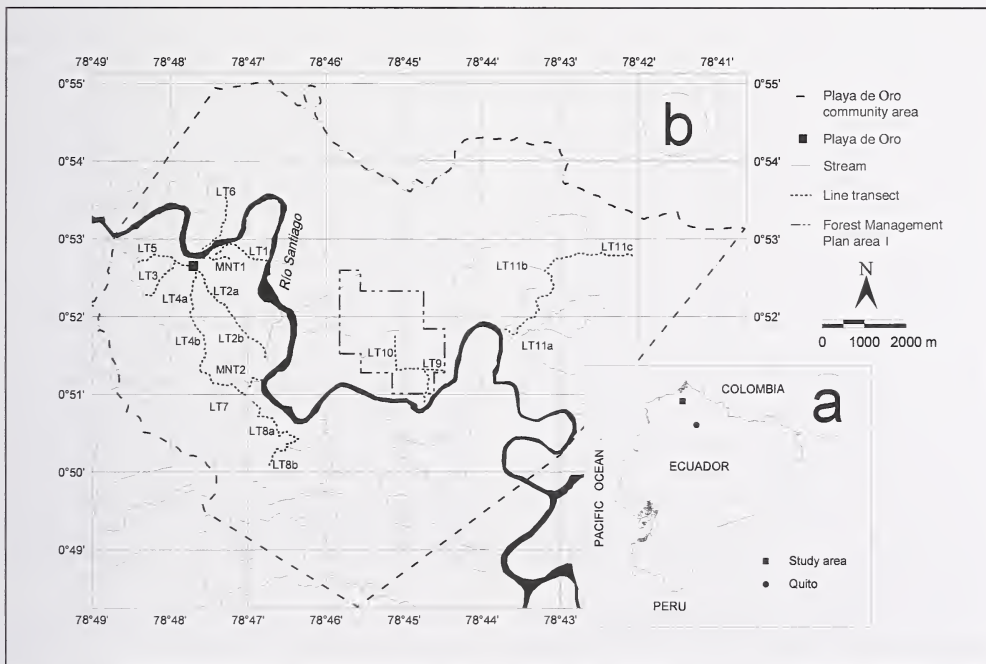 78°49' 78°48' 78°47' 78°46' 78°45' 78°44' 78°43' 78°42' 78°41'
0°55' 0°55'
b
Playa de Oro
community area
Playa de Oro
0°54' 0°54'
Stream
Line transect
LT6
Forest Management
Plan area I
Río Santiago
0°53' 0°53'
LT5 LT1 LT11c
MNT1 LT11b
LT3
N
LT4a LT2a
0°52' 0°52'
0 1000 2000 m
LT4b LT2b LT10 LT11a
LT9
MNT2
0°51'
LT7
COLOMBIA
a
LT8a
ECUADOR
0°50'
LT8b
PACIFIC OCEAN
0°49'
Study area
Quito
PERU
78°49' 78°48' 78°47' 78°46' 78°45' 78°44' 78°43'